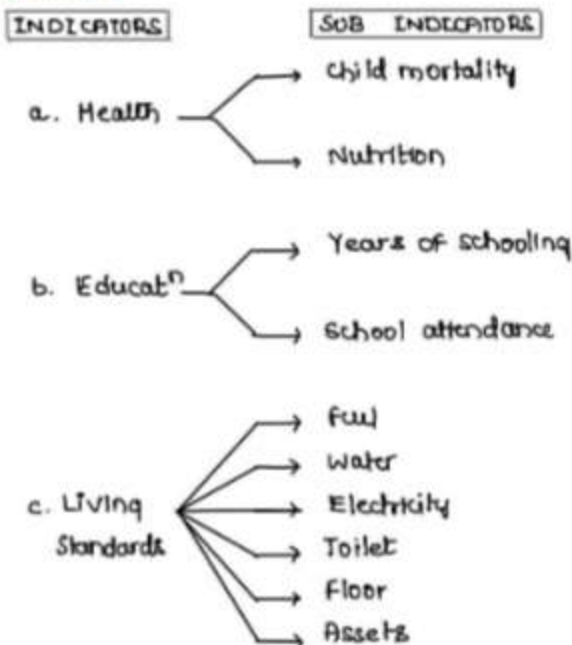 INDICATORS
SUB INDICATORS
Child mortality
a. Health
Nutrition
Years of schooling
b. Educatⁿ
School attendance
Fuel
Water
c. Living
Electricity
Standards
Toilet
Floor
Assets